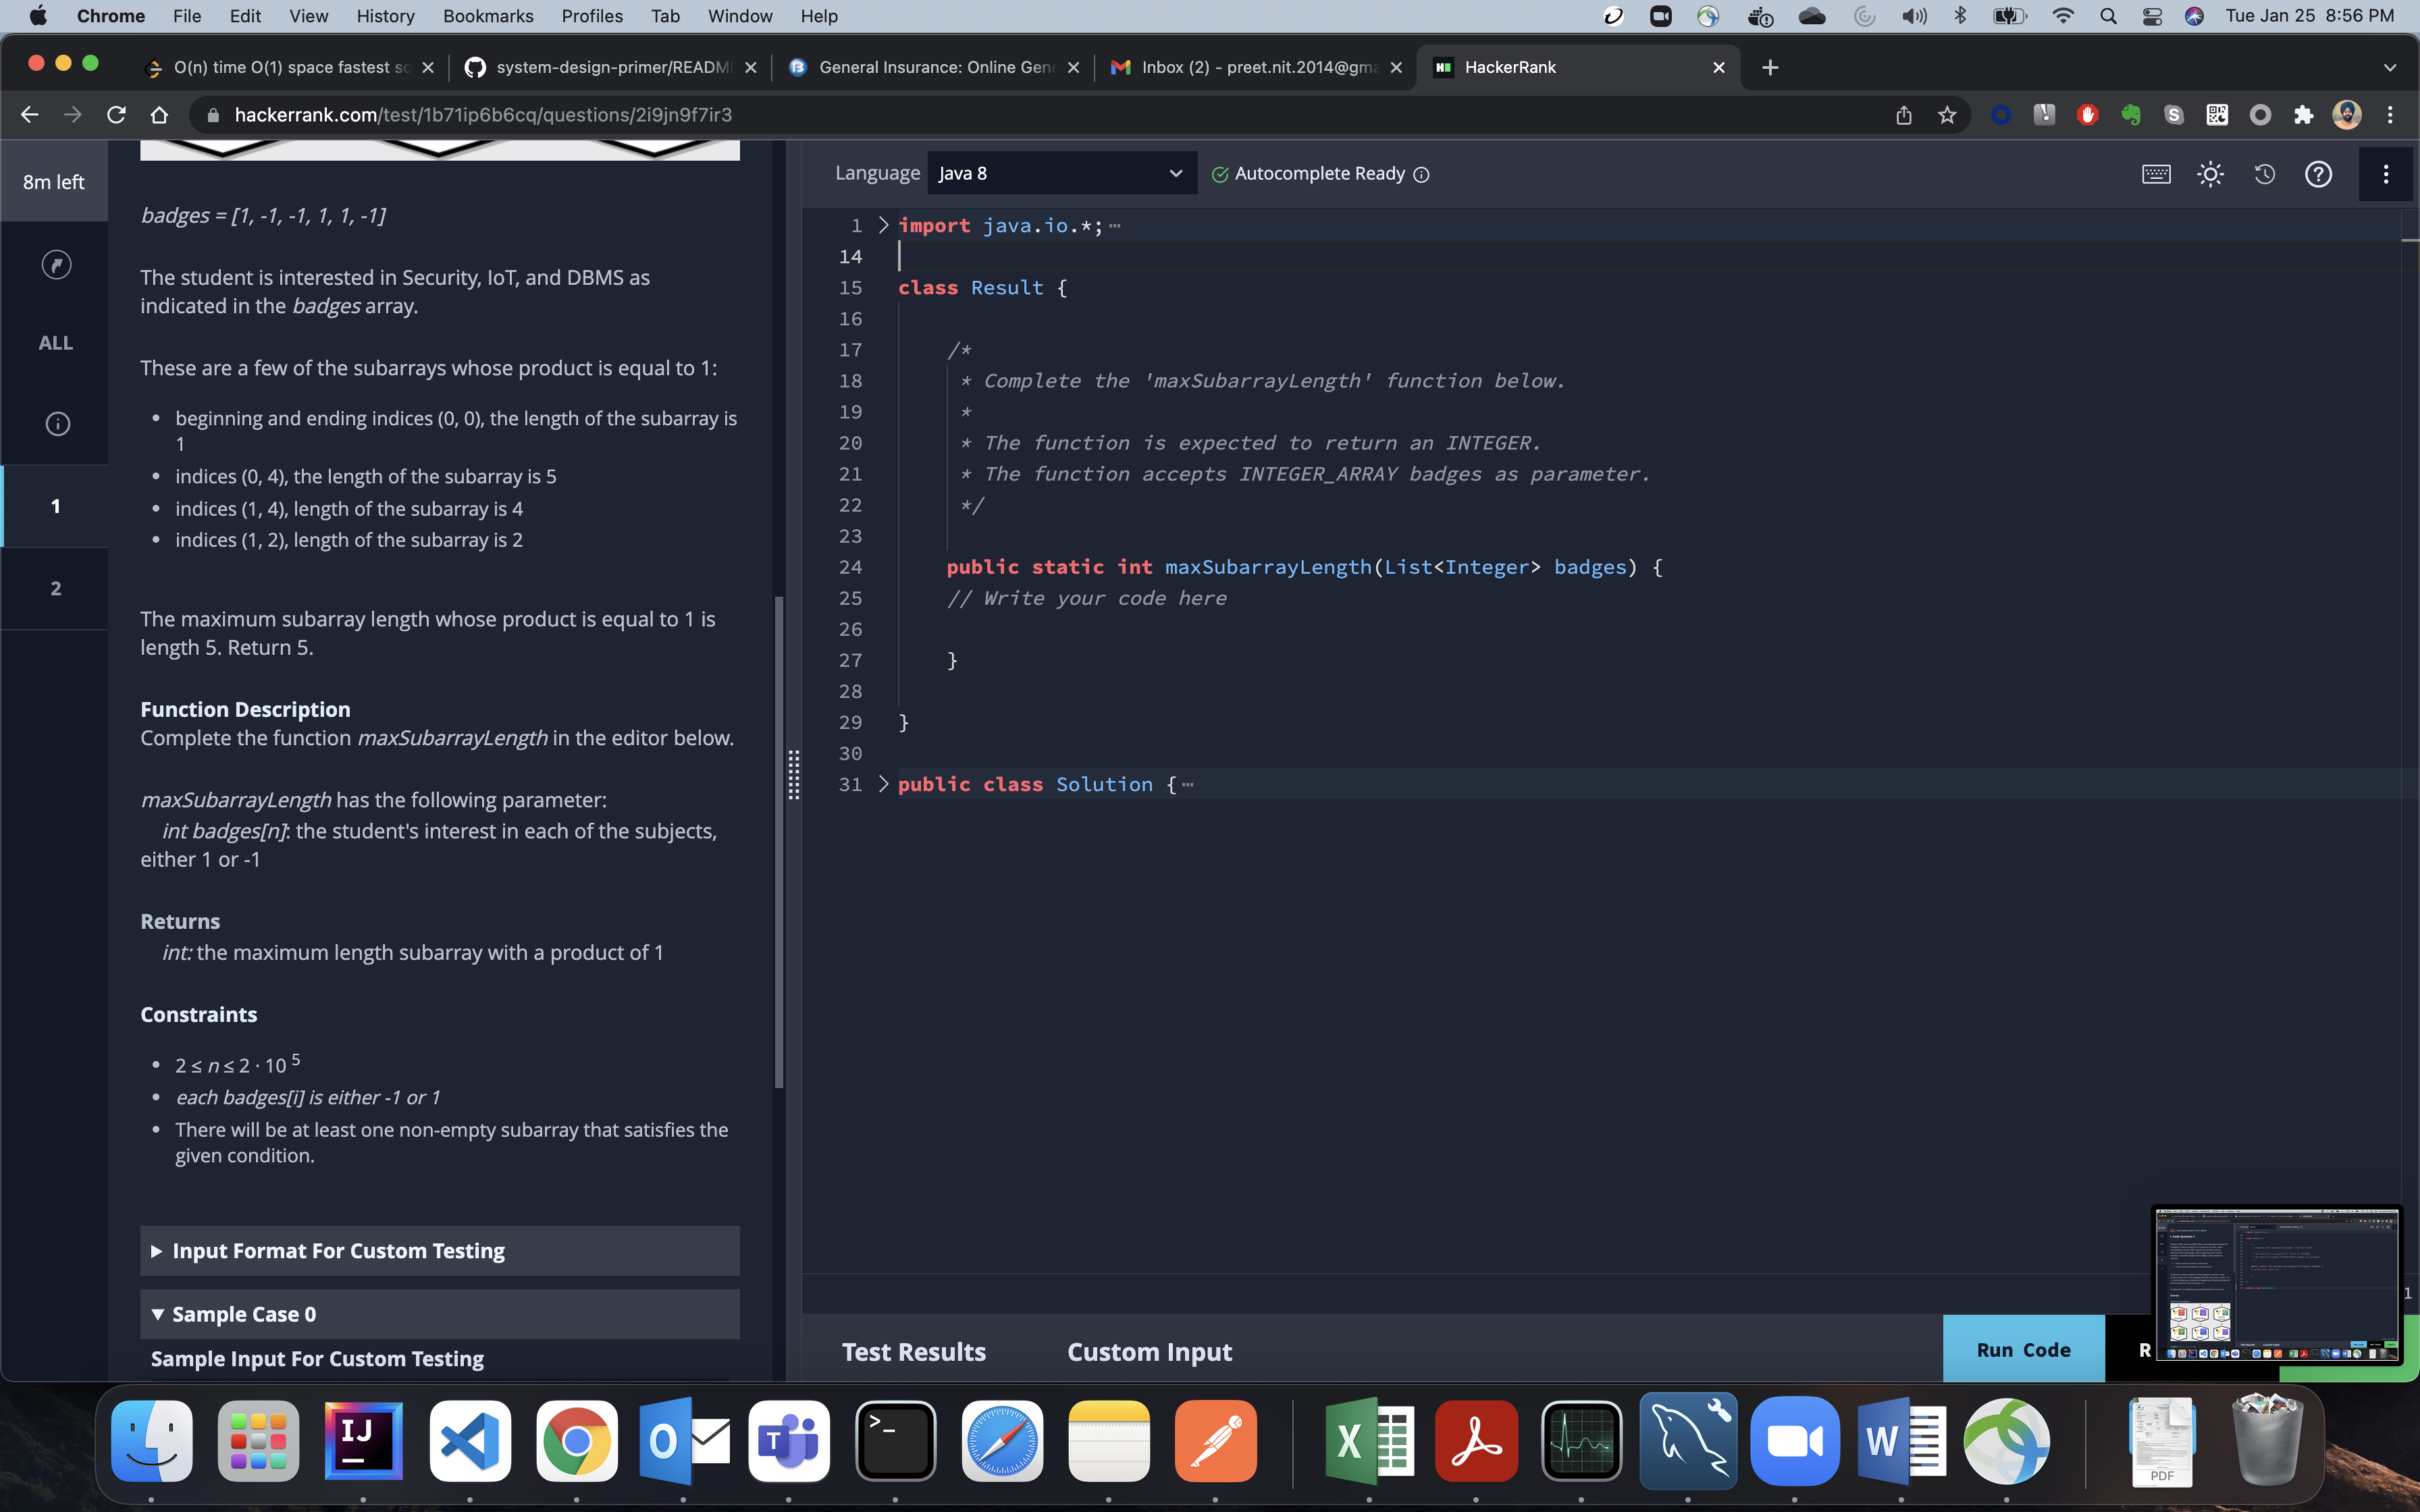 Chrome File Edit View History Bookmarks Profiles Tab Window Help Tue Jan 25 8:56 PM
O(n) time O(1) space fastest so system-design-primer/READM General Insurance: Online Gen Inbox (2) - preet.nit.2014@gma HackerRank
hackerrank.com/test/1b71ip6b6cq/questions/2i9jn9f7ir3
8m left
ALL
1
2
badges = [1, -1, -1, 1, 1, -1]
The student is interested in Security, IoT, and DBMS as
indicated in the badges array.
These are a few of the subarrays whose product is equal to 1:
• beginning and ending indices (0, 0), the length of the subarray is
1
• indices (0, 4), the length of the subarray is 5
• indices (1, 4), length of the subarray is 4
• indices (1, 2), length of the subarray is 2
The maximum subarray length whose product is equal to 1 is
length 5. Return 5.
Function Description
Complete the function maxSubarrayLength in the editor below.
maxSubarrayLength has the following parameter:
int badges[n]: the student's interest in each of the subjects,
either 1 or -1
Returns
int: the maximum length subarray with a product of 1
Constraints
• 2 ≤ n ≤ 2 · 10 5
• each badges[i] is either -1 or 1
• There will be at least one non-empty subarray that satisfies the
given condition.
Input Format For Custom Testing
Sample Case 0
Sample Input For Custom Testing
Language Java 8 Autocomplete Ready
1 import java.io.*;
14
15 class Result {
16
17 /*
18 * Complete the 'maxSubarrayLength' function below.
19 *
20 * The function is expected to return an INTEGER.
21 * The function accepts INTEGER_ARRAY badges as parameter.
22 */
23
24 public static int maxSubarrayLength(List<Integer> badges) {
25 // Write your code here
26
27 }
28
29 }
30
31 public class Solution {
Test Results Custom Input Run Code R
PDF